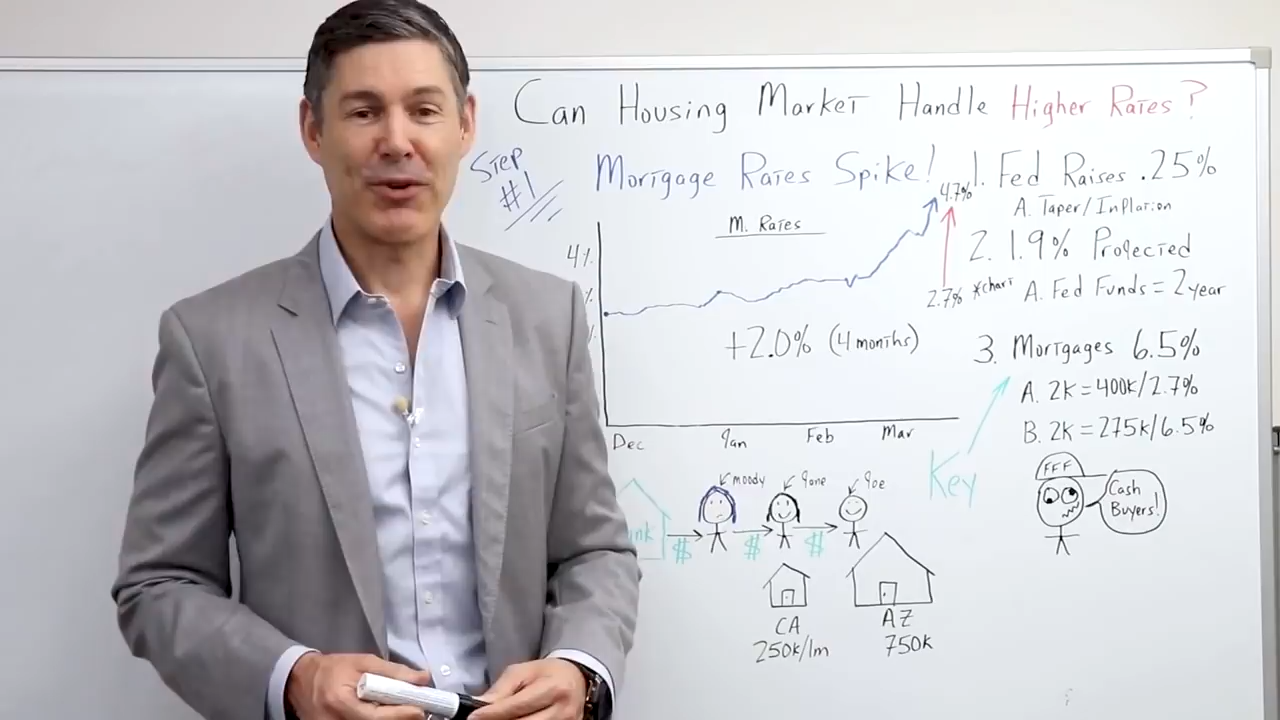 Can Housing Market Handle Higher Rates?
Step
#1
Mortgage Rates Spike!
M. Rates
4%
%
4.7%
2.7% *chart
+2.0% (4 months)
Dec Jan Feb Mar
1. Fed Raises .25%
A. Taper/Inflation
2. 1.9% Projected
A. Fed Funds = 2 year
3. Mortgages 6.5%
A. 2k = 400k/2.7%
B. 2k = 275k/6.5%
Key
FFF
Cash
Buyers!
moody Jane Joe
nk
$ $ $
CA
250k/1m
AZ
750k